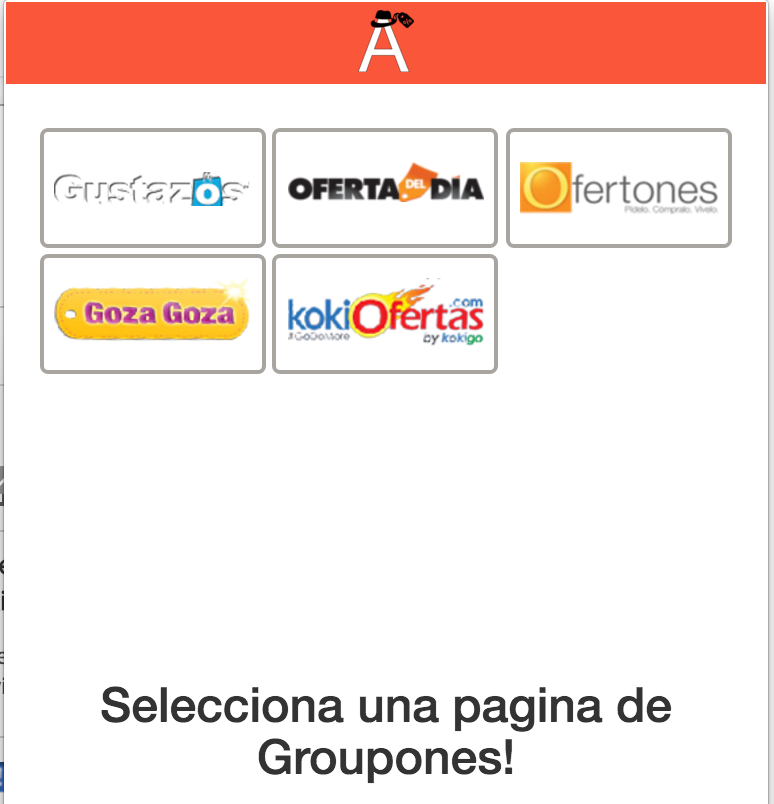 A
Gustazos
OFERTA DEL DÍA
Ofertones
Pídelo. Cómpralo. Vívelo.
Goza Goza
kokiOfertas.com
#GoDoMore
by kokigo
Selecciona una pagina de
Groupones!